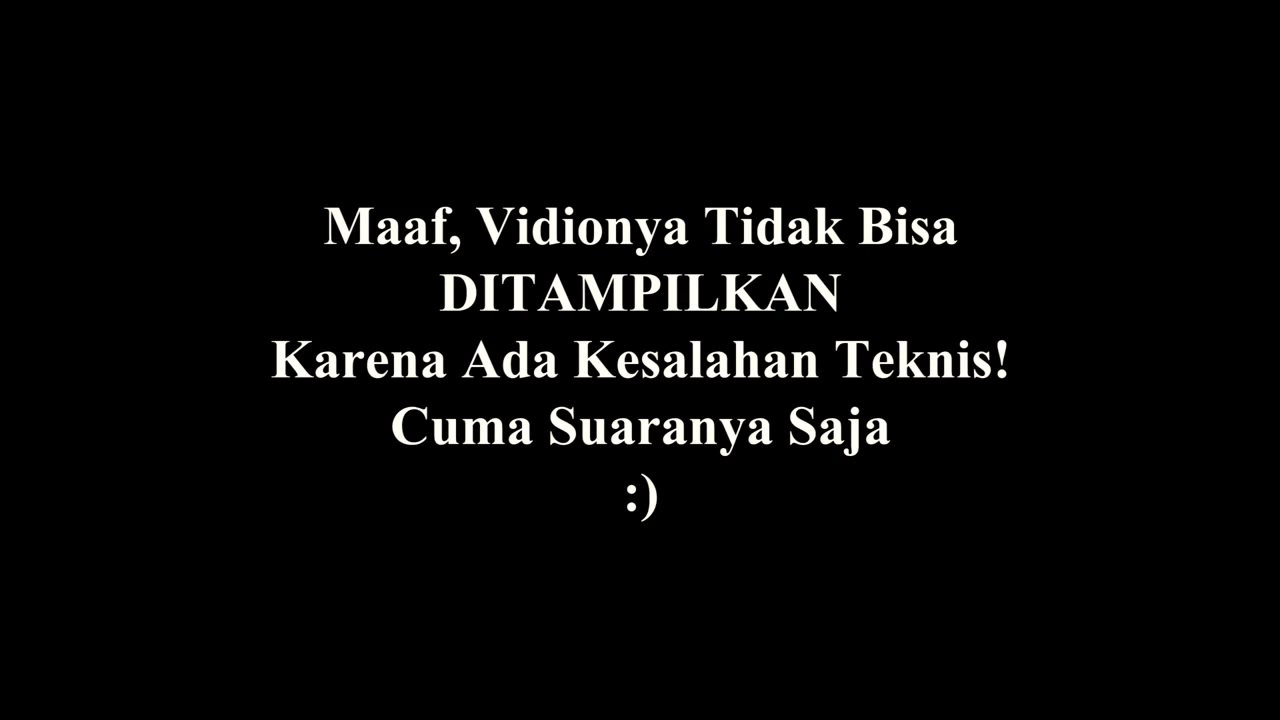 Maaf, Vidionya Tidak Bisa
DITAMPILKAN
Karena Ada Kesalahan Teknis!
Cuma Suaranya Saja
:)